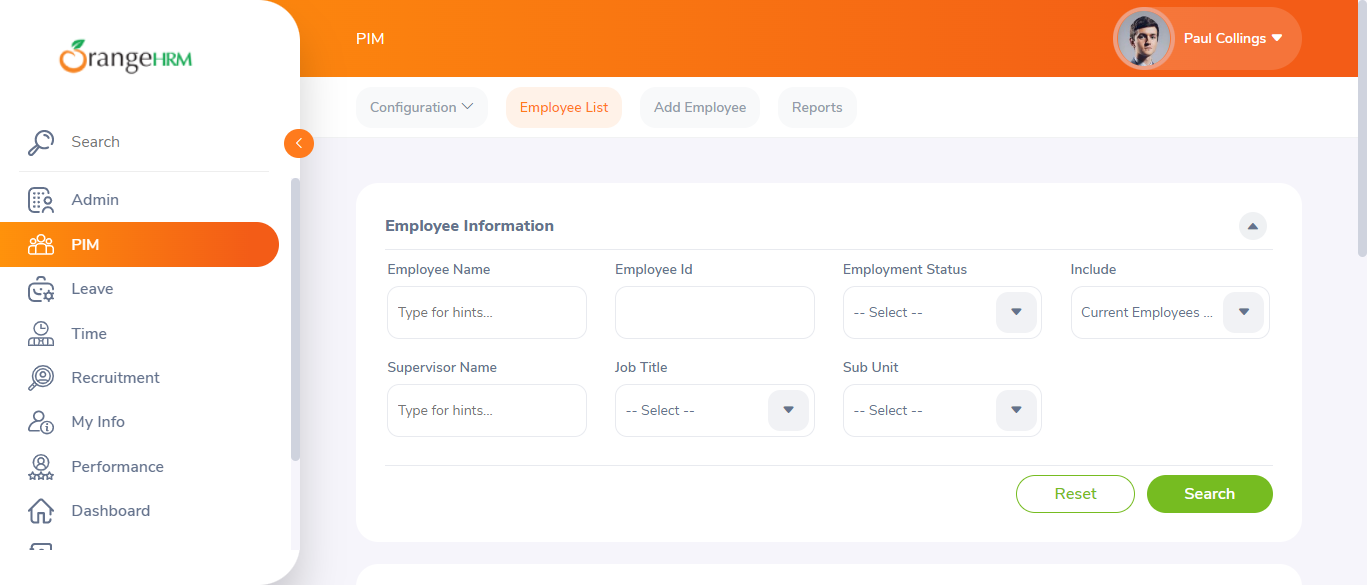 OrangeHRM
PIM
Paul Collings
Search
Configuration
Employee List
Add Employee
Reports
Admin
PIM
Leave
Time
Recruitment
My Info
Performance
Dashboard
Employee Information
Employee Name
Employee Id
Employment Status
Include
Type for hints...
-- Select --
Current Employees ...
Supervisor Name
Job Title
Sub Unit
Type for hints...
-- Select --
-- Select --
Reset
Search